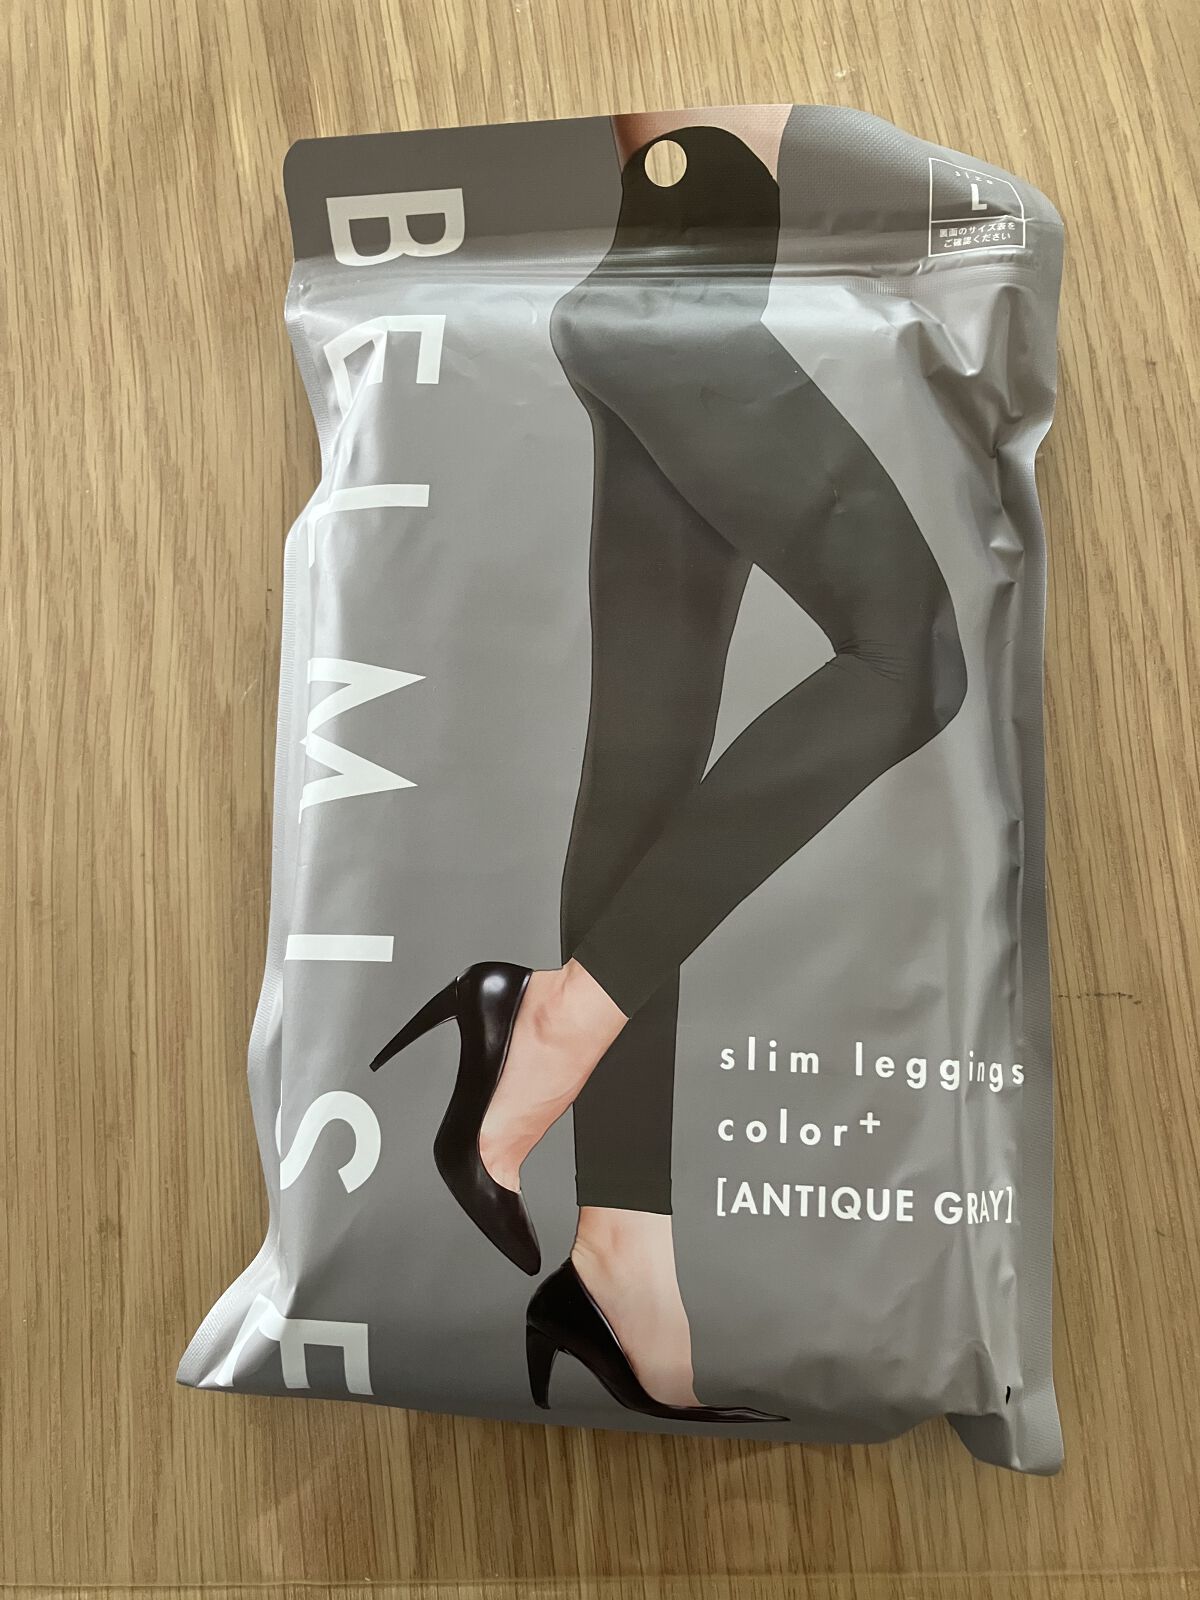 BELMISE
size
L
裏面のサイズ表を
ご確認ください
slim leggings
color+
[ANTIQUE GRAY]